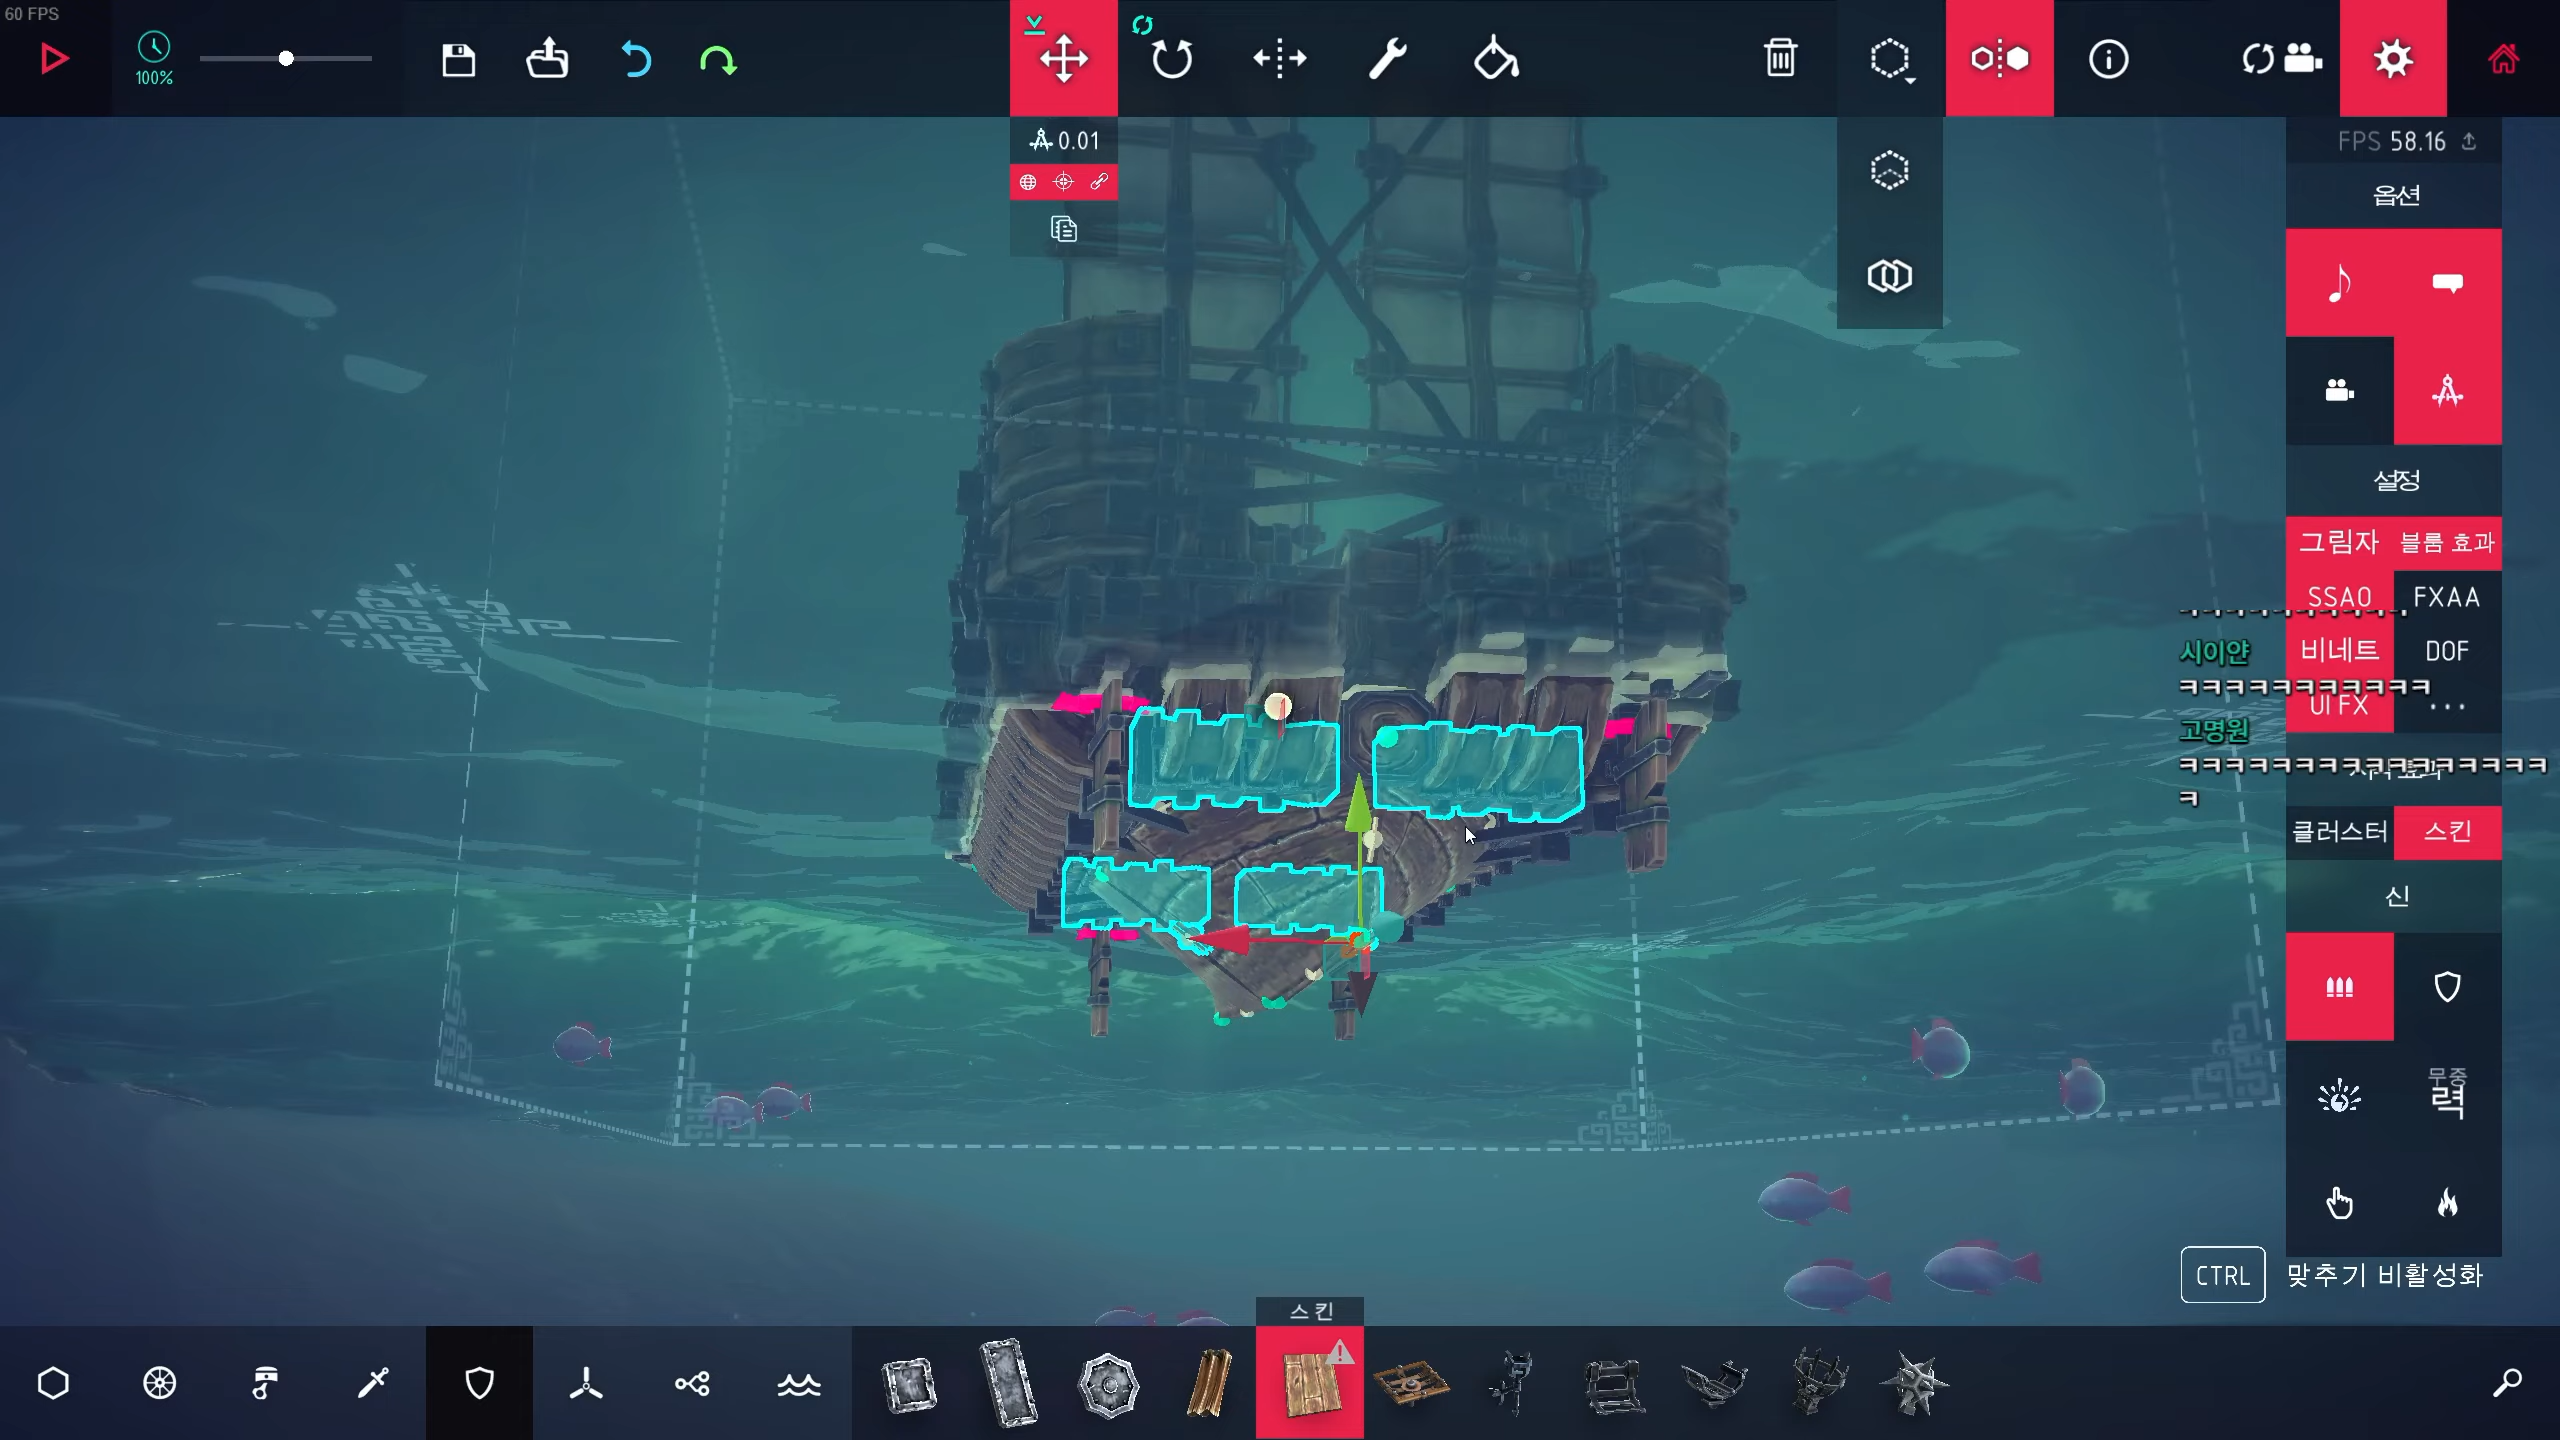 60 FPS
100%
0.01
FPS 58.16
옵션
설정
그림자 블룸 효과
SSAO FXAA
시이얀
비네트 DOF
ㅋㅋㅋㅋㅋㅋㅋㅋㅋㅋㅋ
UI FX ...
고명원
ㅋㅋㅋㅋㅋㅋㅋㅋㅋㅋㅋㅋㅋㅋㅋㅋ
ㅋ
클러스터 스킨
신
무중
력
CTRL 맞추기 비활성화
스킨